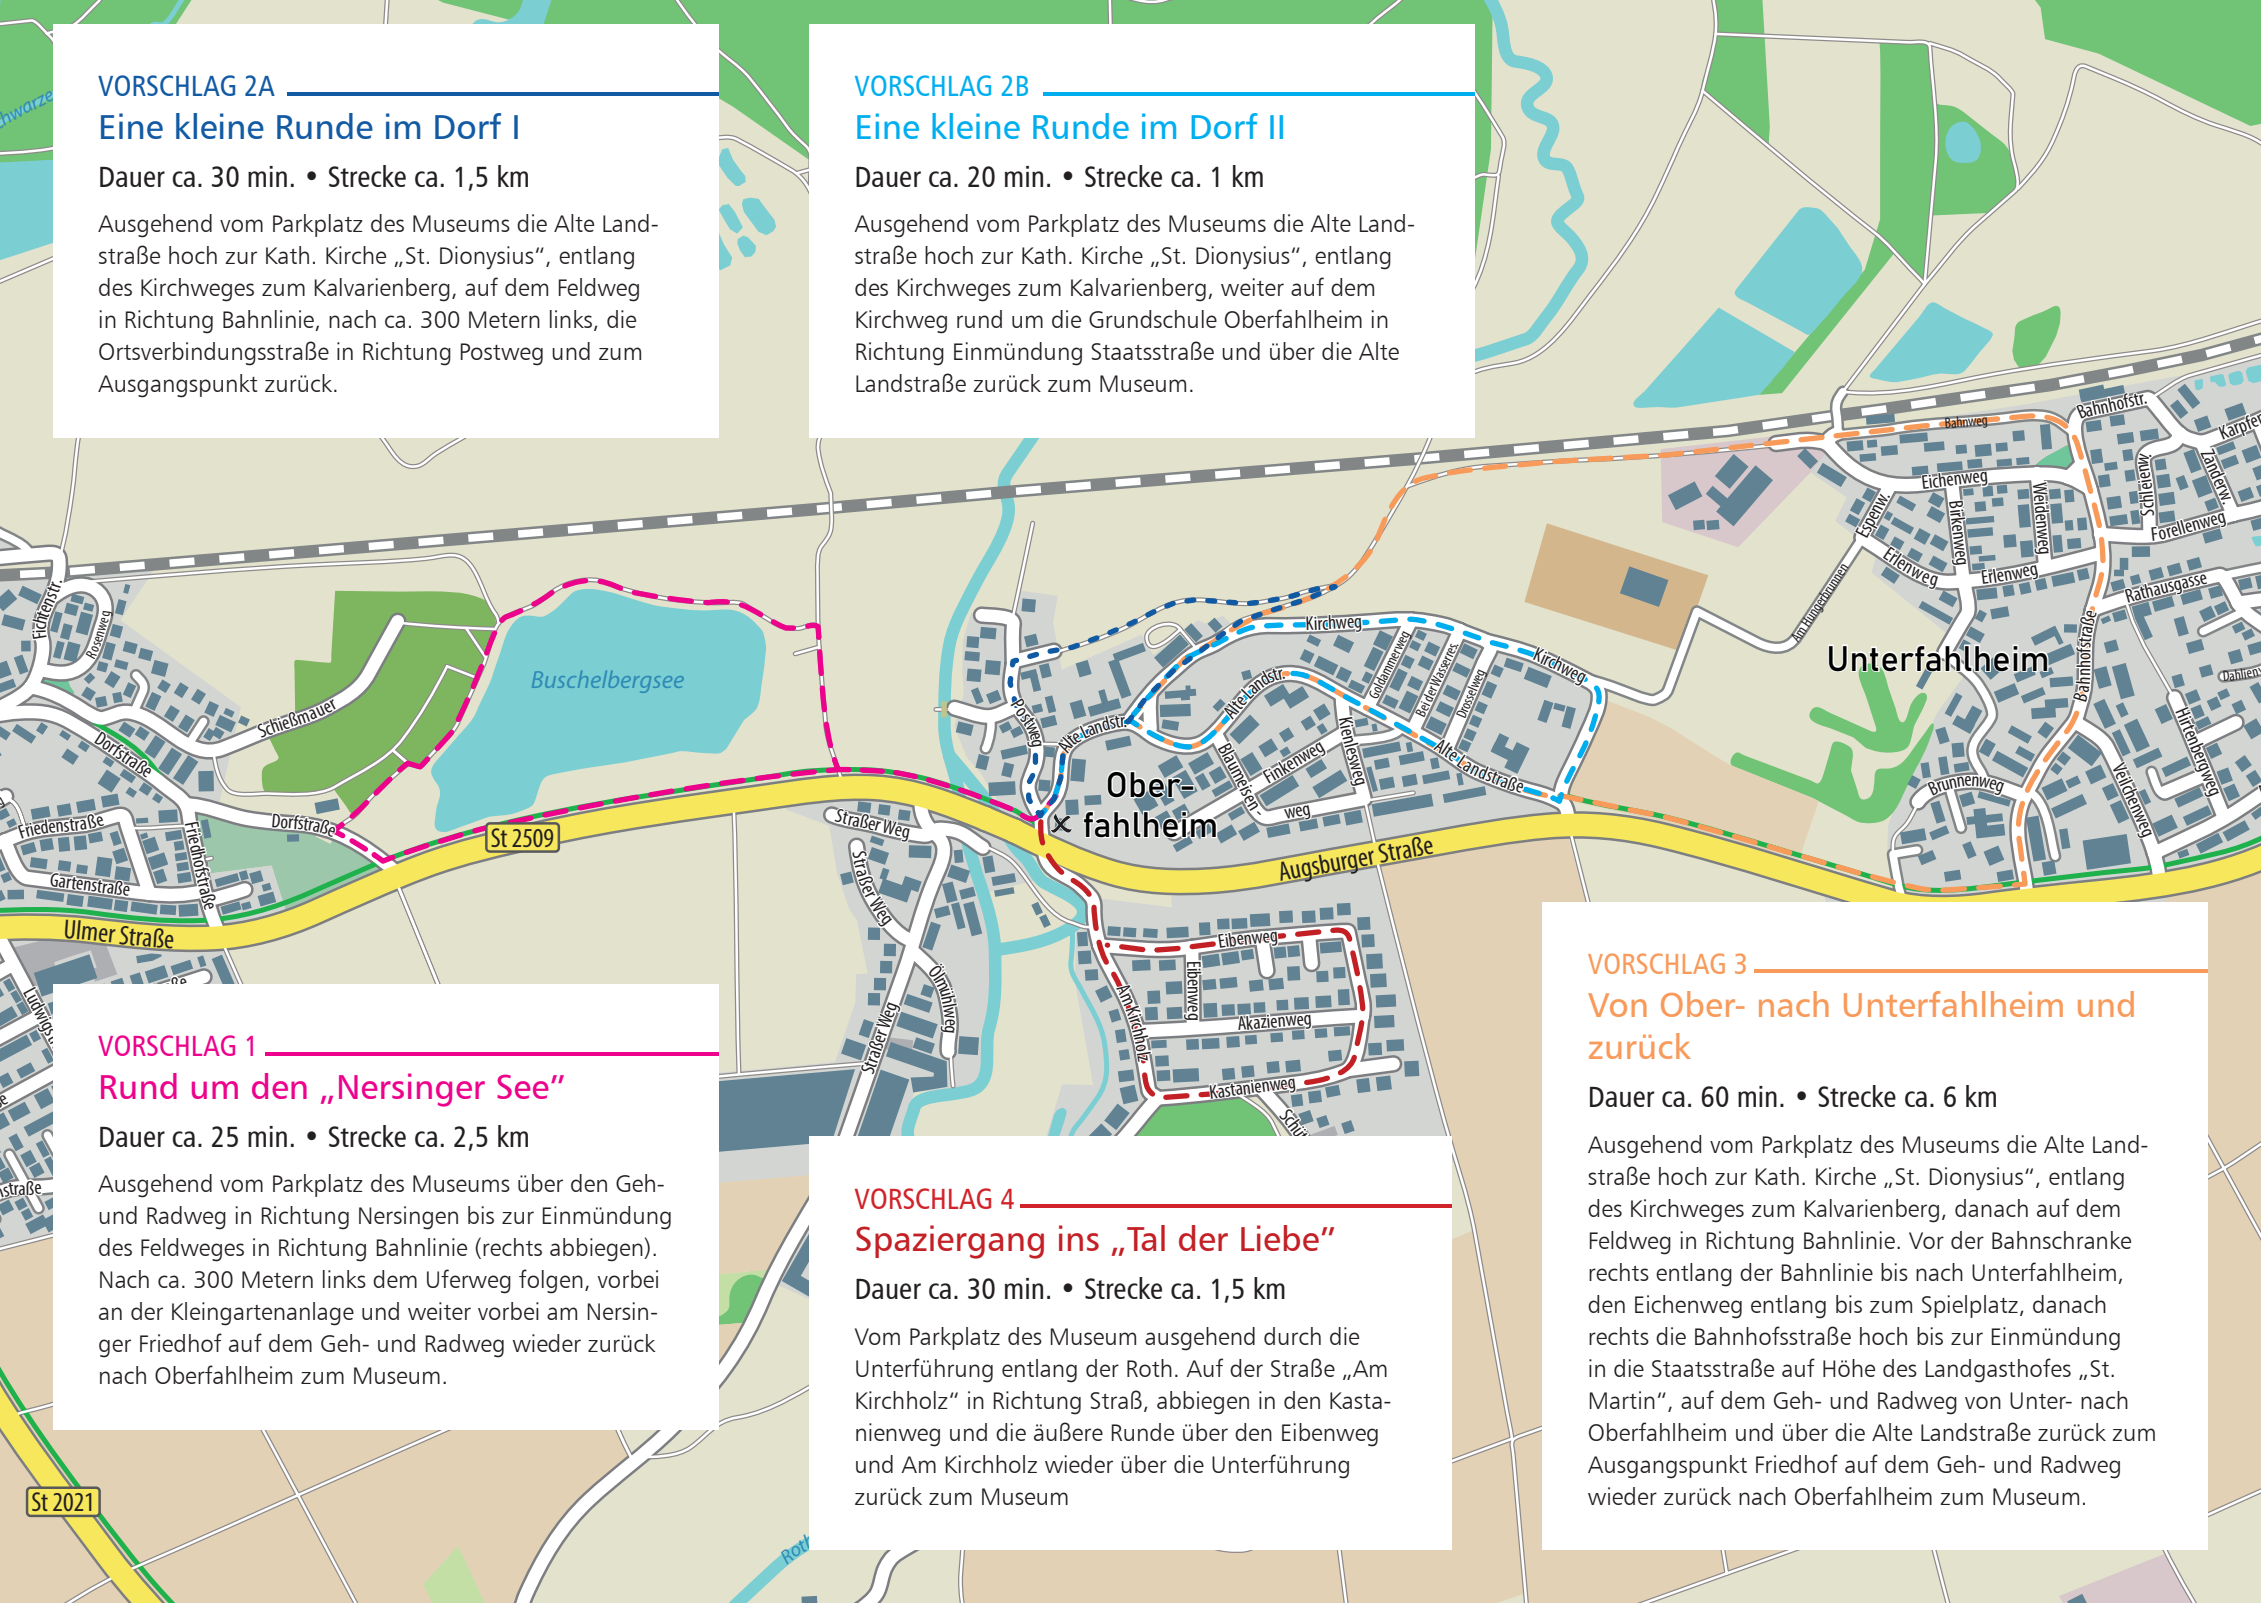 VORSCHLAG 2A
Eine kleine Runde im Dorf I
Dauer ca. 30 min. • Strecke ca. 1,5 km
Ausgehend vom Parkplatz des Museums die Alte Land-
straße hoch zur Kath. Kirche „St. Dionysius“, entlang
des Kirchweges zum Kalvarienberg, auf dem Feldweg
in Richtung Bahnlinie, nach ca. 300 Metern links, die
Ortsverbindungsstraße in Richtung Postweg und zum
Ausgangspunkt zurück.
VORSCHLAG 2B
Eine kleine Runde im Dorf II
Dauer ca. 20 min. • Strecke ca. 1 km
Ausgehend vom Parkplatz des Museums die Alte Land-
straße hoch zur Kath. Kirche „St. Dionysius“, entlang
des Kirchweges zum Kalvarienberg, weiter auf dem
Kirchweg rund um die Grundschule Oberfahlheim in
Richtung Einmündung Staatsstraße und über die Alte
Landstraße zurück zum Museum.
Bahnweg
Bahnhofstr.
Karpfen
Zanderw.
Schleienw.
Forellenweg
Eichenweg
Birkenweg
Weidenweg
Espenw.
Erlenweg
Erlenweg
Rathausgasse
Am Hungerbrunnen
Bahnhofstraße
Unterfahlheim
Dahlienw
Hirtenbergweg
Veilchenweg
Brunnenweg
Fichtenstr.
Rosenweg
Schießmauer
Buschelbergsee
Dorfstraße
Dorfstraße
Friedenstraße
Friedhofstraße
Gartenstraße
Ulmer Straße
Ludwigst
St 2509
Kirchweg
Kirchweg
Goldammerweg
Bei der Wasserres.
Drosselweg
Alte Landstr.
Alte Landstr.
Postweg
Kienlesweg
Finkenweg
Blaumeisen-
weg
Alte Landstraße
Ober-
fahlheim
Augsburger Straße
Straßer Weg
Straßer Weg
Straßer Weg
Ölmühlweg
Eibenweg
Eibenweg
Akazienweg
Am Kirchholz
Kastanienweg
Schü
VORSCHLAG 1
Rund um den „Nersinger See“
Dauer ca. 25 min. • Strecke ca. 2,5 km
Ausgehend vom Parkplatz des Museums über den Geh-
und Radweg in Richtung Nersingen bis zur Einmündung
des Feldweges in Richtung Bahnlinie (rechts abbiegen).
Nach ca. 300 Metern links dem Uferweg folgen, vorbei
an der Kleingartenanlage und weiter vorbei am Nersin-
ger Friedhof auf dem Geh- und Radweg wieder zurück
nach Oberfahlheim zum Museum.
VORSCHLAG 4
Spaziergang ins „Tal der Liebe“
Dauer ca. 30 min. • Strecke ca. 1,5 km
Vom Parkplatz des Museum ausgehend durch die
Unterführung entlang der Roth. Auf der Straße „Am
Kirchholz“ in Richtung Straß, abbiegen in den Kasta-
nienweg und die äußere Runde über den Eibenweg
und Am Kirchholz wieder über die Unterführung
zurück zum Museum
VORSCHLAG 3
Von Ober- nach Unterfahlheim und
zurück
Dauer ca. 60 min. • Strecke ca. 6 km
Ausgehend vom Parkplatz des Museums die Alte Land-
straße hoch zur Kath. Kirche „St. Dionysius“, entlang
des Kirchweges zum Kalvarienberg, danach auf dem
Feldweg in Richtung Bahnlinie. Vor der Bahnschranke
rechts entlang der Bahnlinie bis nach Unterfahlheim,
den Eichenweg entlang bis zum Spielplatz, danach
rechts die Bahnhofsstraße hoch bis zur Einmündung
in die Staatsstraße auf Höhe des Landgasthofes „St.
Martin“, auf dem Geh- und Radweg von Unter- nach
Oberfahlheim und über die Alte Landstraße zurück zum
Ausgangspunkt Friedhof auf dem Geh- und Radweg
wieder zurück nach Oberfahlheim zum Museum.
St 2021
Roth